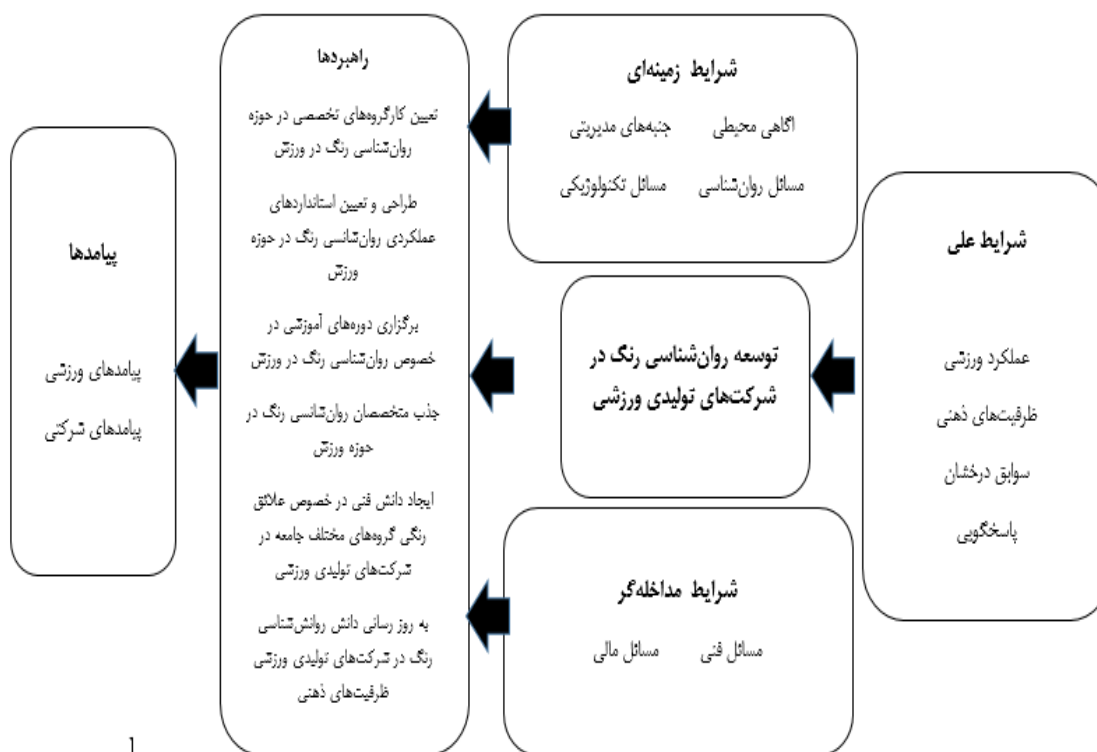 شرایط علی
عملکرد ورزشی
ظرفیت‌های ذهنی
سوابق درخشان
پاسخگویی
شرایط زمینه‌ای
آگاهی محیطی    جنبه‌های مدیریتی
مسائل روان‌شناسی    مسائل تکنولوژیکی
توسعه روان‌شناسی رنگ در
شرکت‌های تولیدی ورزشی
شرایط مداخله‌گر
مسائل فنی    مسائل مالی
راهبردها
تعیین کارگروه‌های تخصصی در حوزه
روان‌شناسی رنگ در ورزش
طراحی و تعیین استانداردهای
عملکردی روان‌شانسی رنگ در حوزه
ورزش
برگزاری دوره‌های آموزشی در
خصوص روان‌شناسی رنگ در ورزش
جذب متخصصان روان‌شانسی رنگ در
حوزه ورزش
ایجاد دانش فنی در خصوص علائق
رنگی گروه‌های مختلف جامعه در
شرکت‌های تولیدی ورزشی
به روز رسانی دانش روانش‌شناسی
رنگ در شرکت‌های تولیدی ورزشی
ظرفیت‌های ذهنی
پیامدها
پیامدهای ورزشی
پیامدهای شرکتی